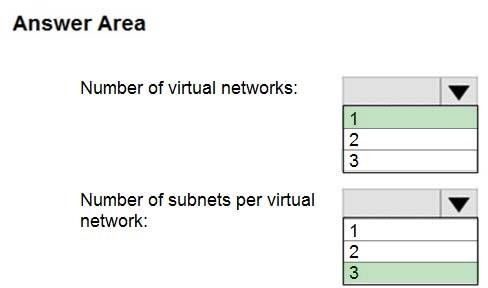 Answer Area
Number of virtual networks:
1
2
3
Number of subnets per virtual
network:
1
2
3